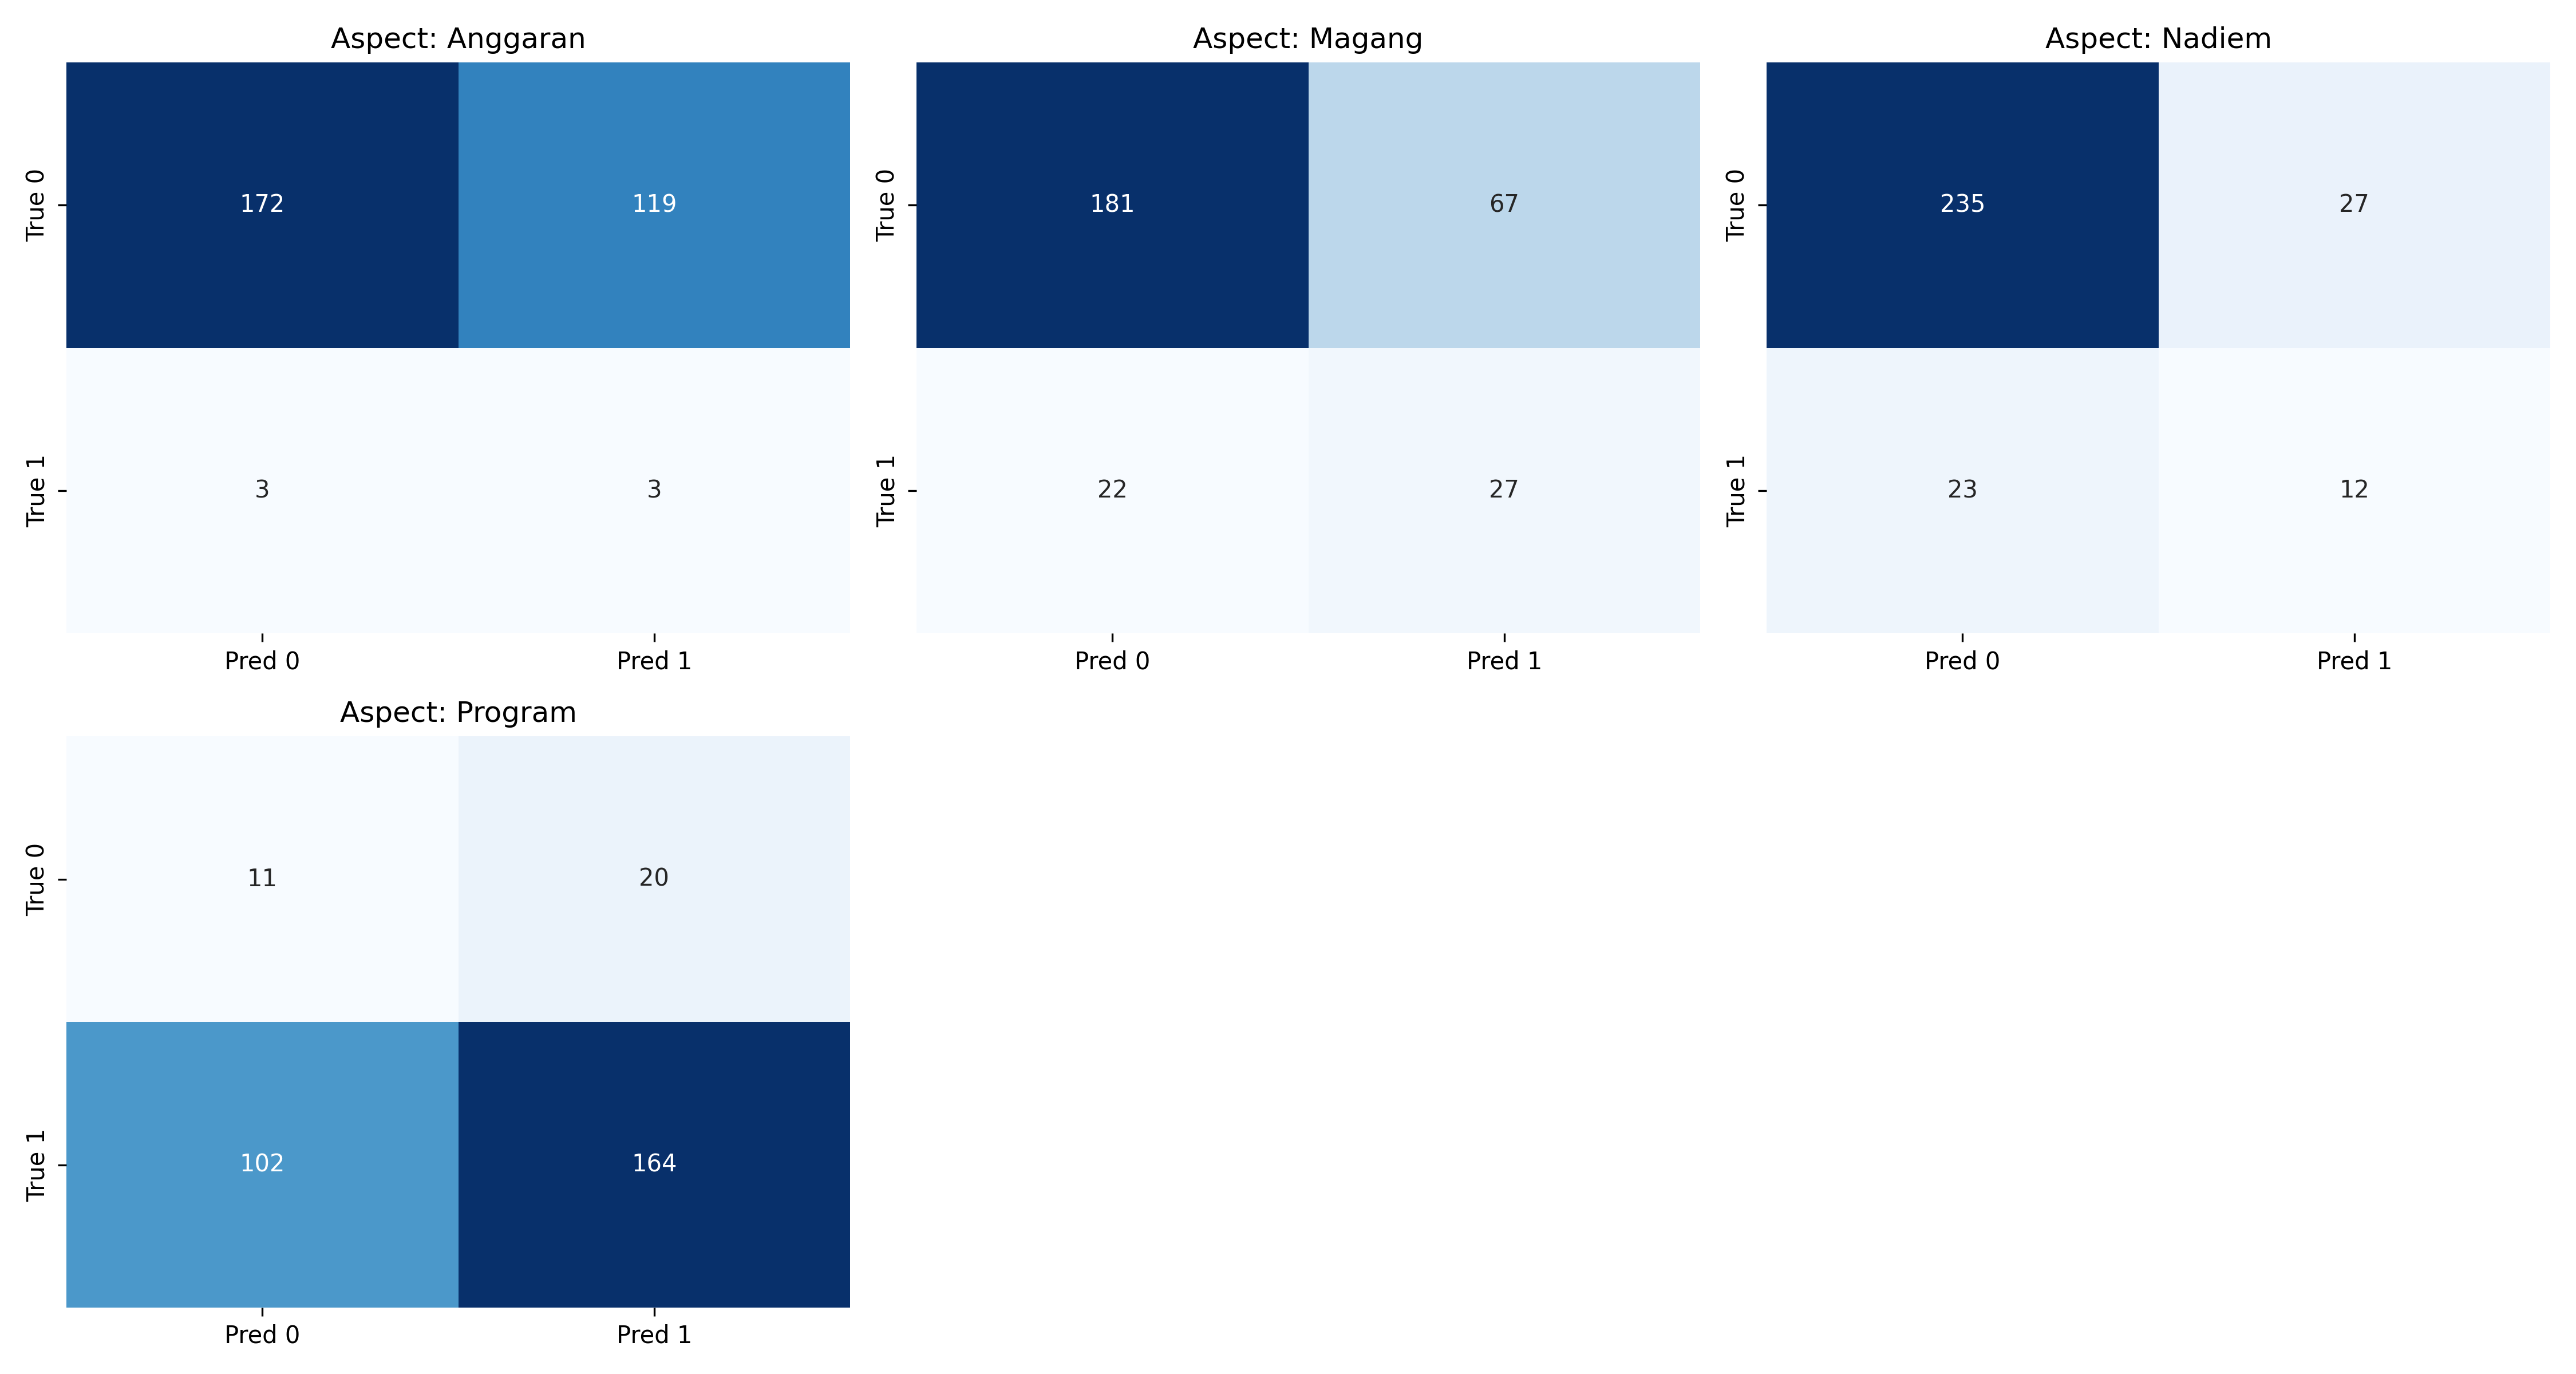 Aspect: Anggaran
True 0
172
119
True 1
3
3
Pred 0
Pred 1
Aspect: Magang
True 0
181
67
True 1
22
27
Pred 0
Pred 1
Aspect: Nadiem
True 0
235
27
True 1
23
12
Pred 0
Pred 1
Aspect: Program
True 0
11
20
True 1
102
164
Pred 0
Pred 1